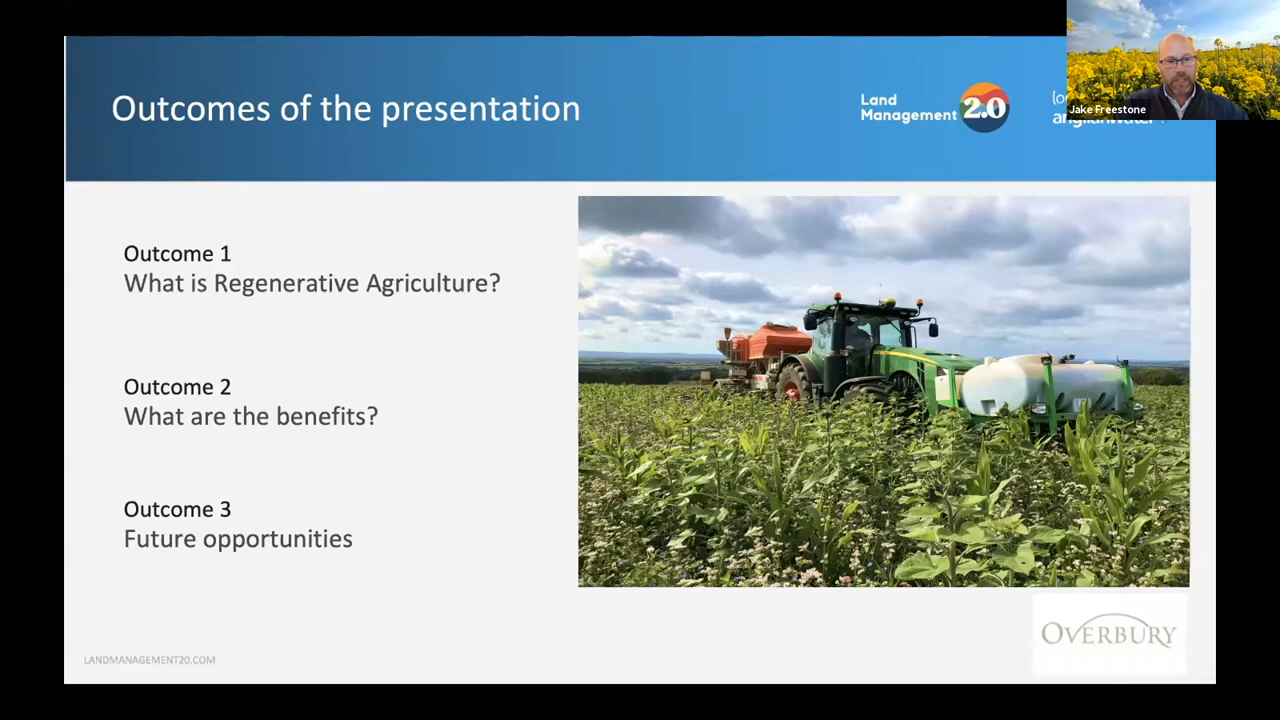 Outcomes of the presentation
Land
Management 2.0
Jake Freestone
Outcome 1
What is Regenerative Agriculture?
Outcome 2
What are the benefits?
Outcome 3
Future opportunities
OVERBURY
LANDMANAGEMENT20.COM